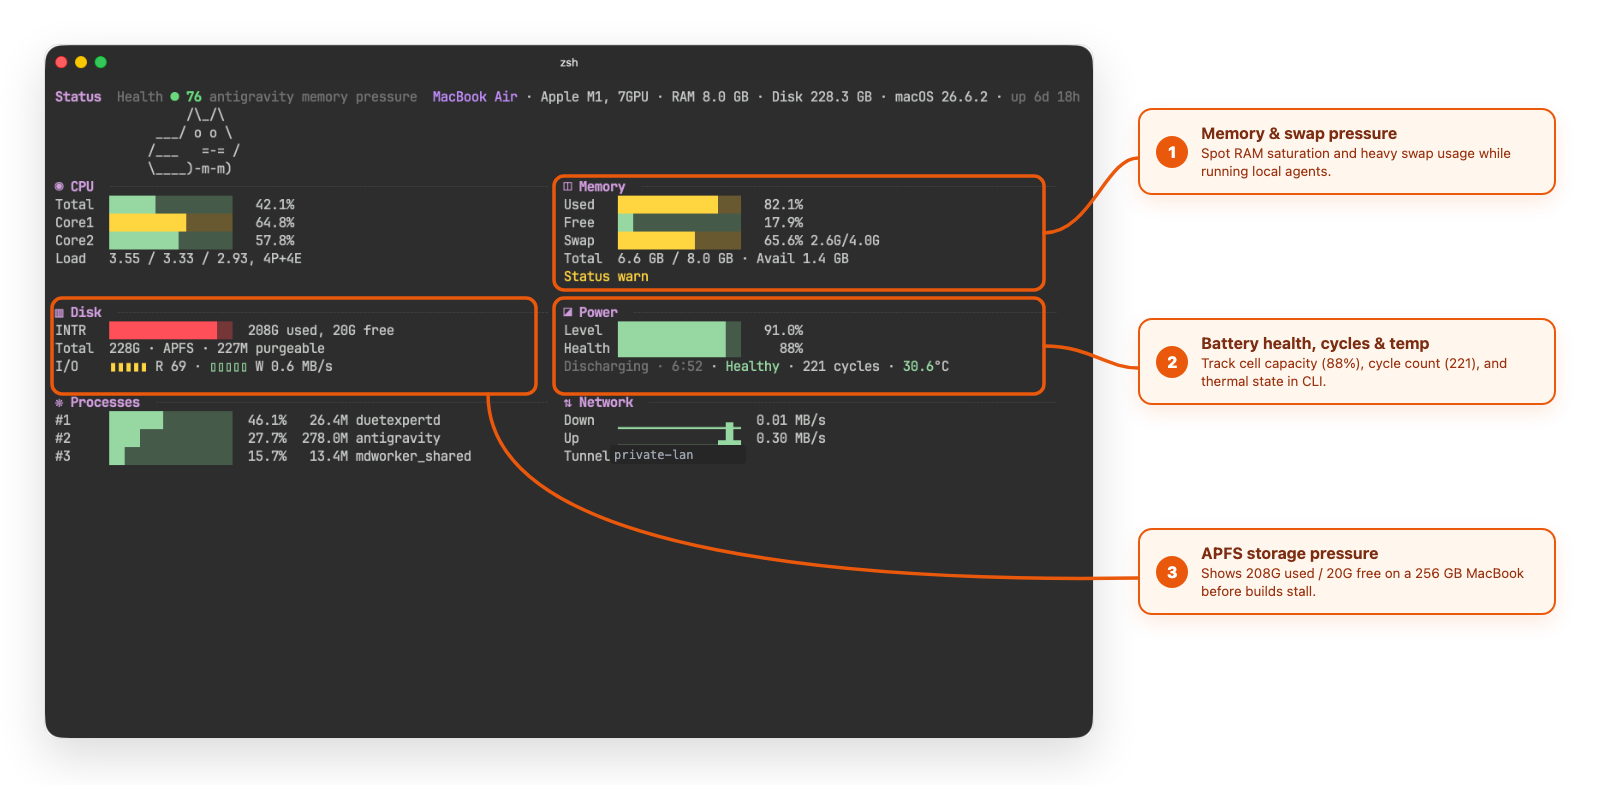 zsh
Status Health ● 76 antigravity memory pressure MacBook Air · Apple M1, 7GPU · RAM 8.0 GB · Disk 228.3 GB · macOS 26.6.2 · up 6d 18h
/\_/\
___/ o o \
/___ =-= /
\____)-m-m)
◉ CPU
Total 42.1%
Core1 64.8%
Core2 57.8%
Load 3.55 / 3.33 / 2.93, 4P+4E
◫ Memory
Used 82.1%
Free 17.9%
Swap 65.6% 2.6G/4.0G
Total 6.6 GB / 8.0 GB · Avail 1.4 GB
Status warn
▥ Disk
INTR 208G used, 20G free
Total 228G · APFS · 227M purgeable
I/O ▮▮▮▮▮ R 69 · ▯▯▯▯▯ W 0.6 MB/s
◪ Power
Level 91.0%
Health 88%
Discharging · 6:52 · Healthy · 221 cycles · 30.6°C
❊ Processes
#1 46.1% 26.4M duetexpertd
#2 27.7% 278.0M antigravity
#3 15.7% 13.4M mdworker_shared
⇅ Network
Down 0.01 MB/s
Up 0.30 MB/s
Tunnel private-lan
1
Memory & swap pressure
Spot RAM saturation and heavy swap usage while
running local agents.
2
Battery health, cycles & temp
Track cell capacity (88%), cycle count (221), and
thermal state in CLI.
3
APFS storage pressure
Shows 208G used / 20G free on a 256 GB MacBook
before builds stall.